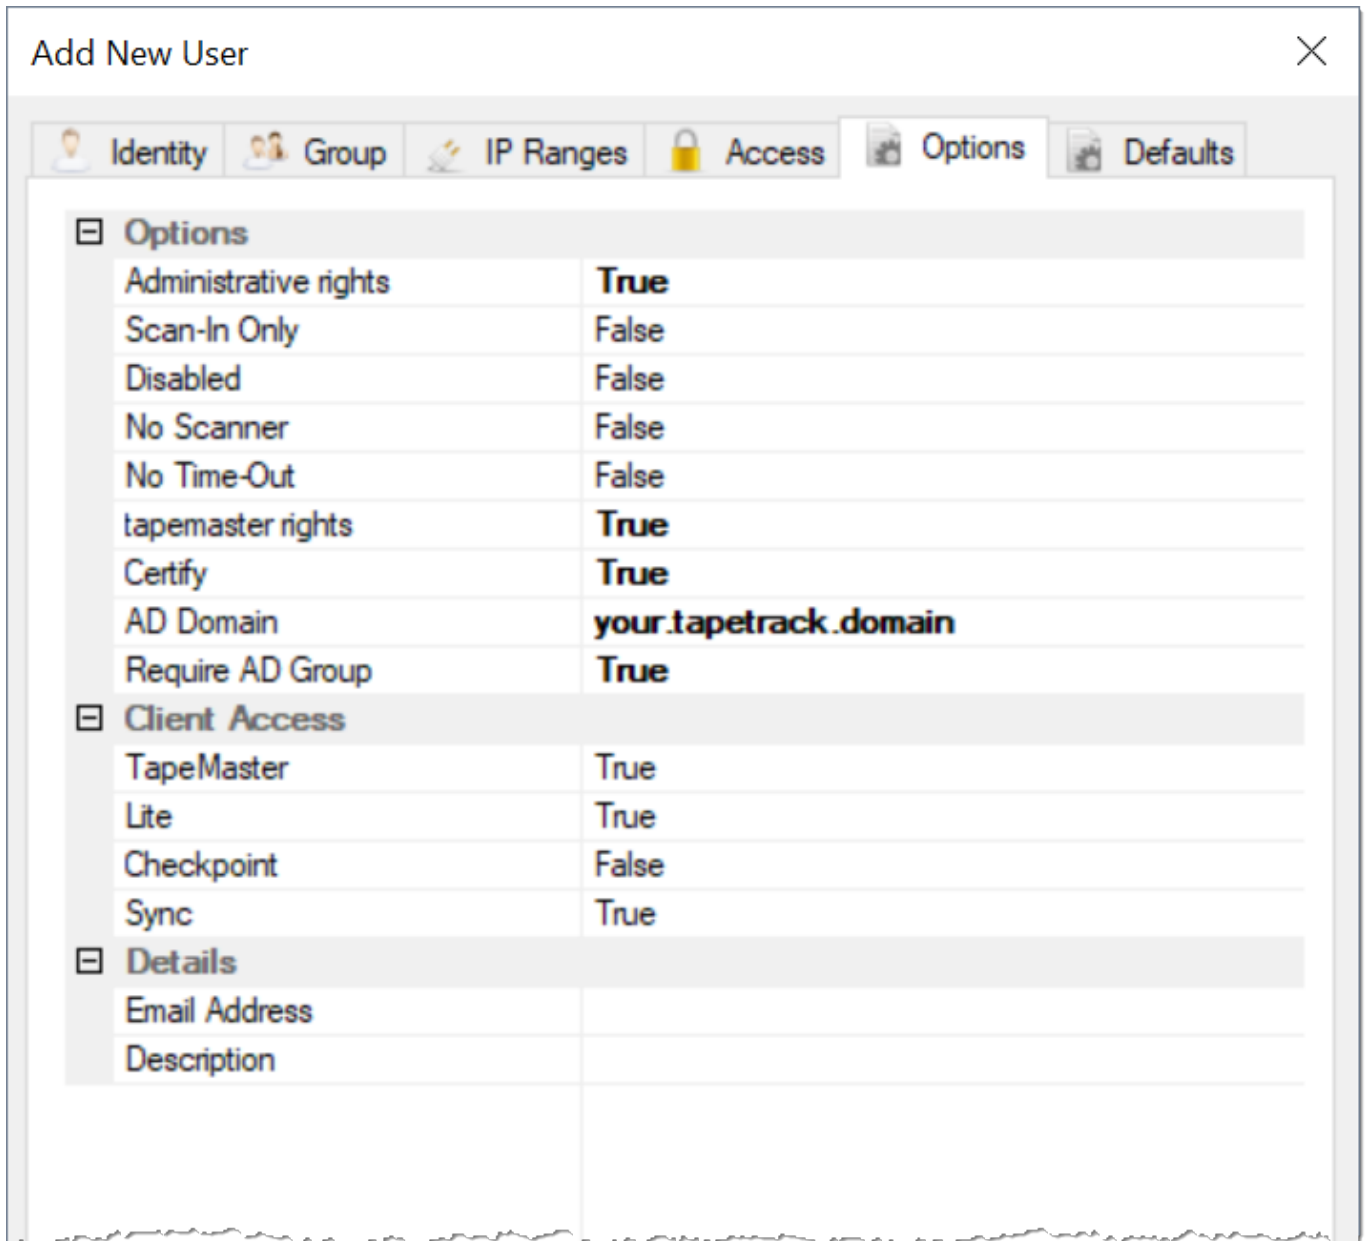 Add New User
Identity Group IP Ranges Access Options Defaults
Options
Administrative rights True
Scan-In Only False
Disabled False
No Scanner False
No Time-Out False
tapemaster rights True
Certify True
AD Domain your.tapetrack.domain
Require AD Group True
Client Access
TapeMaster True
Lite True
Checkpoint False
Sync True
Details
Email Address
Description